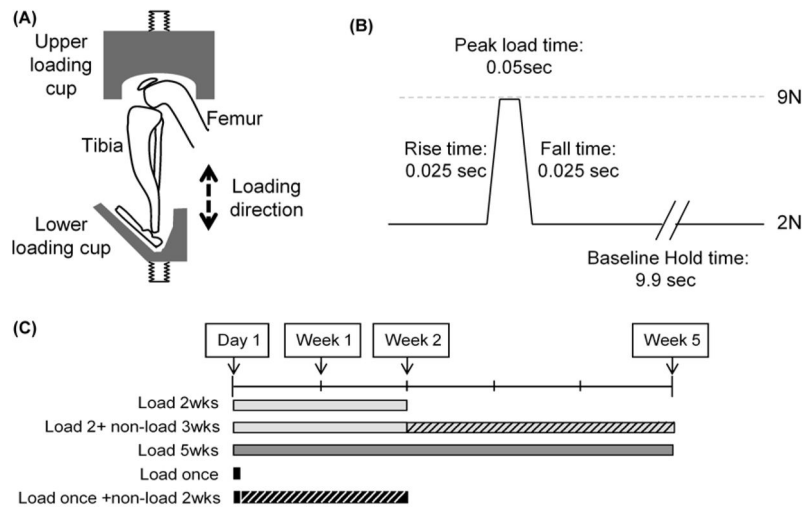 (A)
Upper
loading
cup
Femur
Tibia
Loading
direction
Lower
loading cup
(B)
Peak load time:
0.05sec
9N
Rise time:
0.025 sec
Fall time:
0.025 sec
2N
Baseline Hold time:
9.9 sec
(C)
Day 1
Week 1
Week 2
Week 5
Load 2wks
Load 2+ non-load 3wks
Load 5wks
Load once
Load once +non-load 2wks